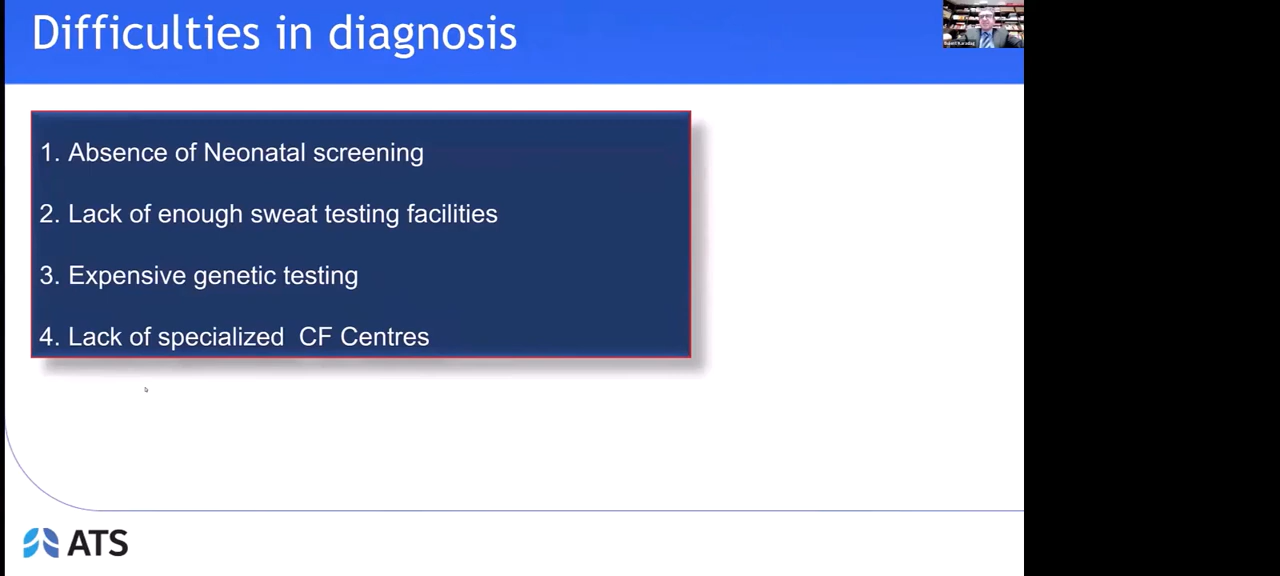 Difficulties in diagnosis
1. Absence of Neonatal screening
2. Lack of enough sweat testing facilities
3. Expensive genetic testing
4. Lack of specialized  CF Centres
ATS